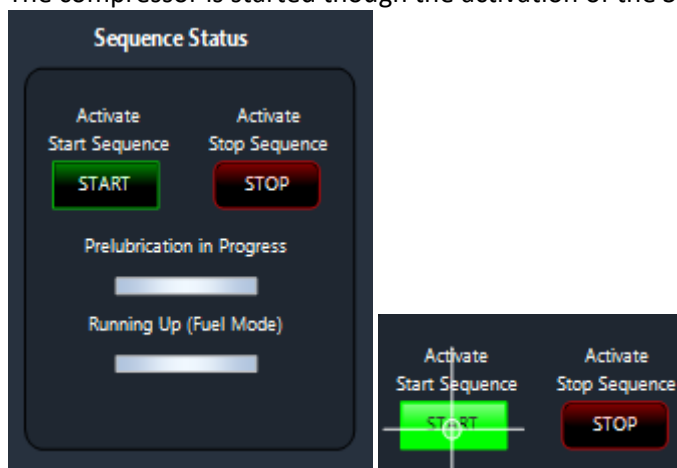 The compressor is started though the activation of the
Sequence Status
Activate Activate
Start Sequence Stop Sequence
START STOP
Prelubrication in Progress
Running Up (Fuel Mode)
Activate Activate
Start Sequence Stop Sequence
START STOP